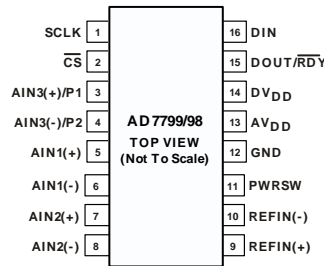 SCLK 1 16 DIN
CS 2 15 DOUT/RDY
AIN3(+)/P1 3 14 DVDD
AIN3(-)/P2 4 AD7799/98 13 AVDD
TOP VIEW
AIN1(+) 5 (Not To Scale) 12 GND
AIN1(-) 6 11 PWRSW
AIN2(+) 7 10 REFIN(-)
AIN2(-) 8 9 REFIN(+)